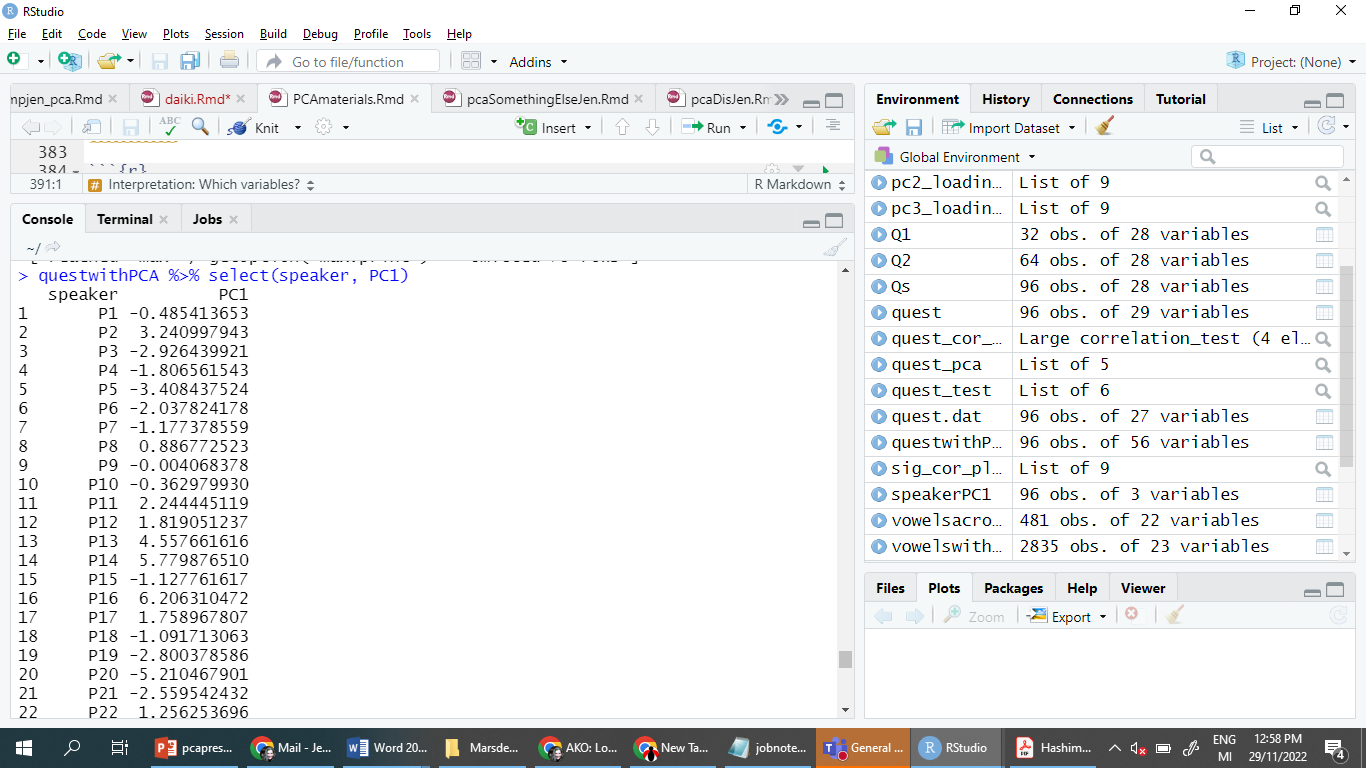 RStudio
File Edit Code View Plots Session Build Debug Profile Tools Help
Go to file/function Addins Project: (None)
mpjen_pca.Rmd daiki.Rmd* PCAmaterials.Rmd pcaSomethingElseJen.Rmd pcaDisJen.Rm
ABC Knit Insert Run
383
384 ```{r}
391:1 # Interpretation: Which variables? R Markdown
Console Terminal Jobs
~/
> questwithPCA %>% select(speaker, PC1)
speaker PC1
1 P1 -0.485413653
2 P2 3.240997943
3 P3 -2.926439921
4 P4 -1.806561543
5 P5 -3.408437524
6 P6 -2.037824178
7 P7 -1.177378559
8 P8 0.886772523
9 P9 -0.004068378
10 P10 -0.362979930
11 P11 2.244445119
12 P12 1.819051237
13 P13 4.557661616
14 P14 5.779876510
15 P15 -1.127761617
16 P16 6.206310472
17 P17 1.758967807
18 P18 -1.091713063
19 P19 -2.800378586
20 P20 -5.210467901
21 P21 -2.559542432
22 P22 1.256253696
Environment History Connections Tutorial
Import Dataset List
Global Environment
pc2_loadin… List of 9
pc3_loadin… List of 9
Q1 32 obs. of 28 variables
Q2 64 obs. of 28 variables
Qs 96 obs. of 28 variables
quest 96 obs. of 29 variables
quest_cor_… Large correlation_test (4 el…
quest_pca List of 5
quest_test List of 6
quest.dat 96 obs. of 27 variables
questwithP… 96 obs. of 56 variables
sig_cor_pl… List of 9
speakerPC1 96 obs. of 3 variables
vowelsacro… 481 obs. of 22 variables
vowelswith… 2835 obs. of 23 variables
Files Plots Packages Help Viewer
Zoom Export
pcapres... Mail - Je... Word 20... Marsde... AKO: Lo... New Ta... jobnote... General ... RStudio Hashim... ENG 12:58 PM
MI 29/11/2022 4